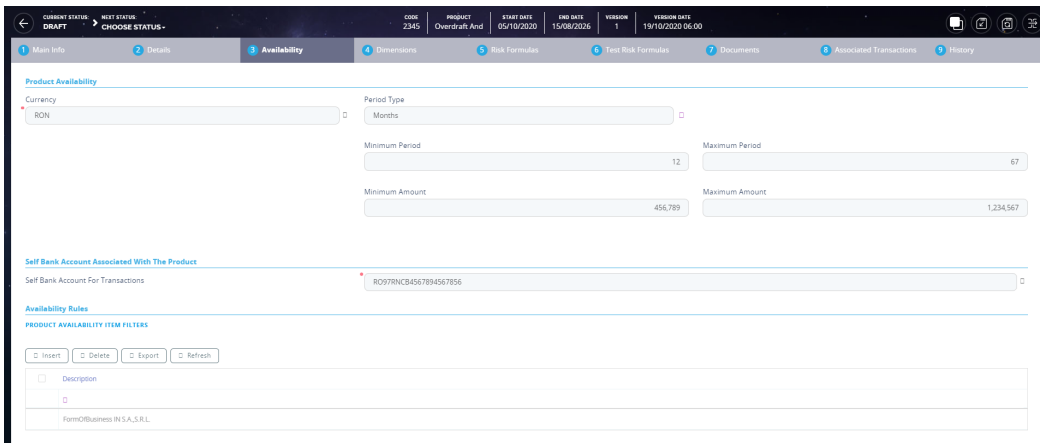 CURRENT STATUS: NEXT STATUS: CODE PRODUCT START DATE END DATE VERSION VERSION DATE
DRAFT > CHOOSE STATUS 2345 Overdraft And 05/10/2020 15/08/2026 1 19/10/2020 06:00
1 Main Info 2 Details 3 Availability 4 Dimensions 5 Risk Formulas 6 Test Risk Formulas 7 Documents 8 Associated Transactions 9 History
Product Availability
Currency Period Type
* RON Months
Minimum Period Maximum Period
12 67
Minimum Amount Maximum Amount
456,789 1,234,567
Self Bank Account Associated With The Product
Self Bank Account For Transactions * RO97RNCB4567894567856
Availability Rules
PRODUCT AVAILABILITY ITEM FILTERS
Insert Delete Export Refresh
Description
FormOfBusiness IN S.A.,S.R.L.